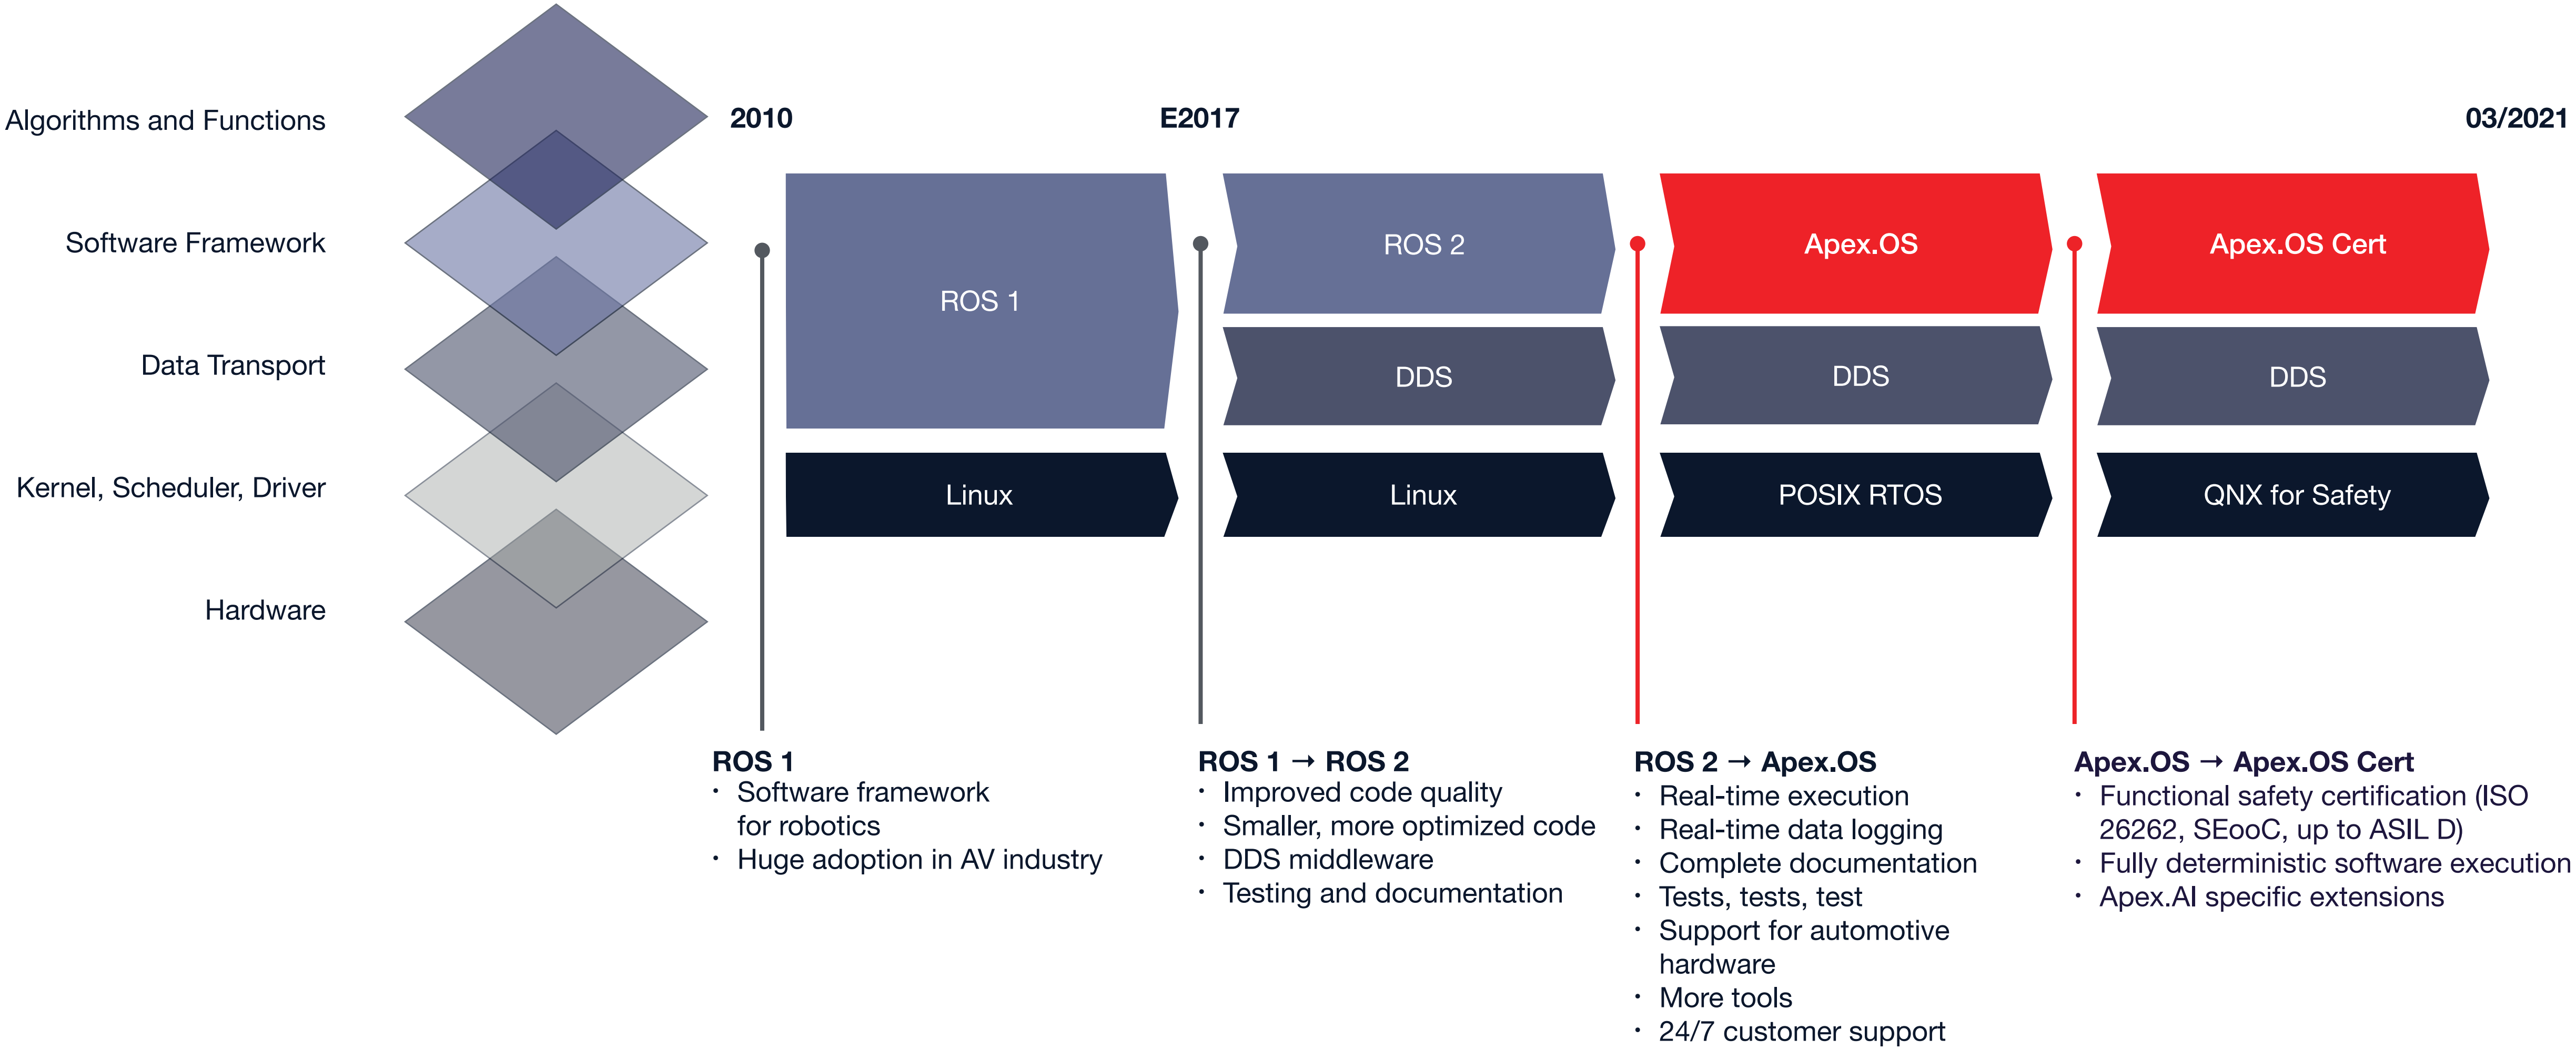 Algorithms and Functions
Software Framework
Data Transport
Kernel, Scheduler, Driver
Hardware
2010
E2017
03/2021
ROS 1
ROS 2
Apex.OS
Apex.OS Cert
DDS
DDS
DDS
Linux
Linux
POSIX RTOS
QNX for Safety
ROS 1
• Software framework
for robotics
• Huge adoption in AV industry
ROS 1 → ROS 2
• Improved code quality
• Smaller, more optimized code
• DDS middleware
• Testing and documentation
ROS 2 → Apex.OS
• Real-time execution
• Real-time data logging
• Complete documentation
• Tests, tests, test
• Support for automotive
hardware
• More tools
• 24/7 customer support
Apex.OS → Apex.OS Cert
• Functional safety certification (ISO
26262, SEooC, up to ASIL D)
• Fully deterministic software execution
• Apex.AI specific extensions